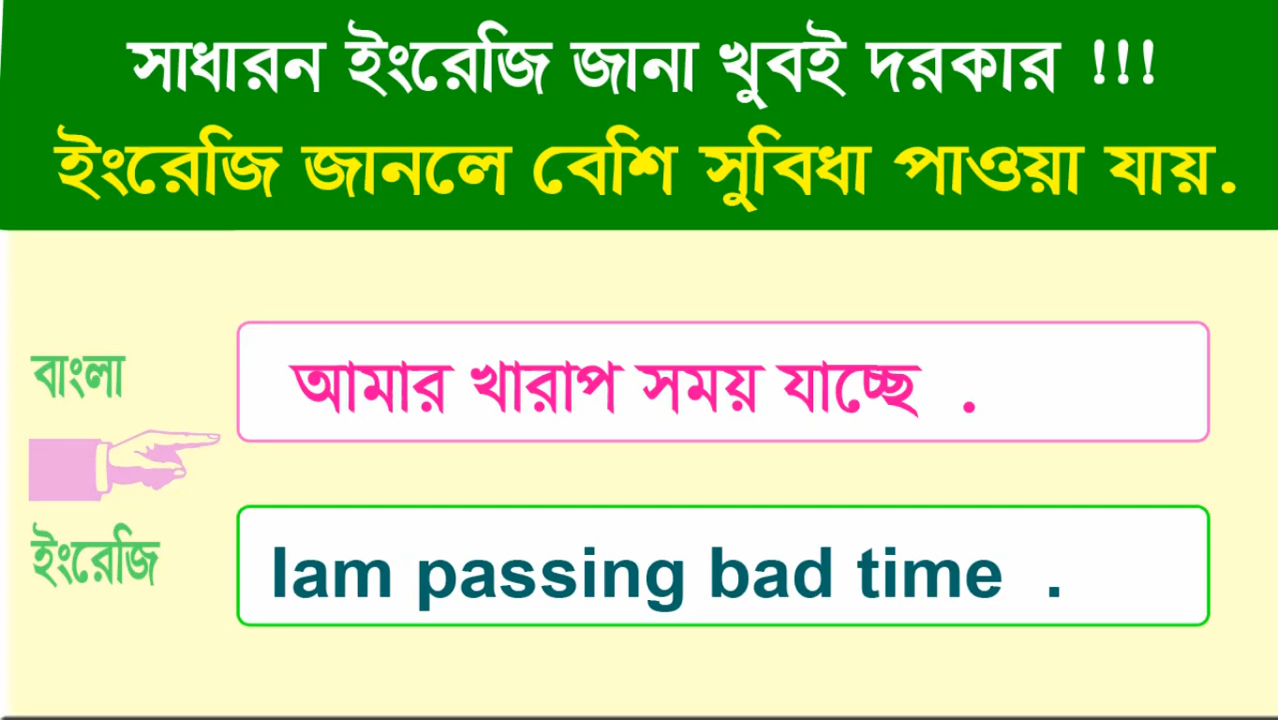 সাধারন ইংরেজি জানা খুবই দরকার !!!
ইংরেজি জানলে বেশি সুবিধা পাওয়া যায়.
বাংলা
আমার খারাপ সময় যাচ্ছে .
ইংরেজি
Iam passing bad time .